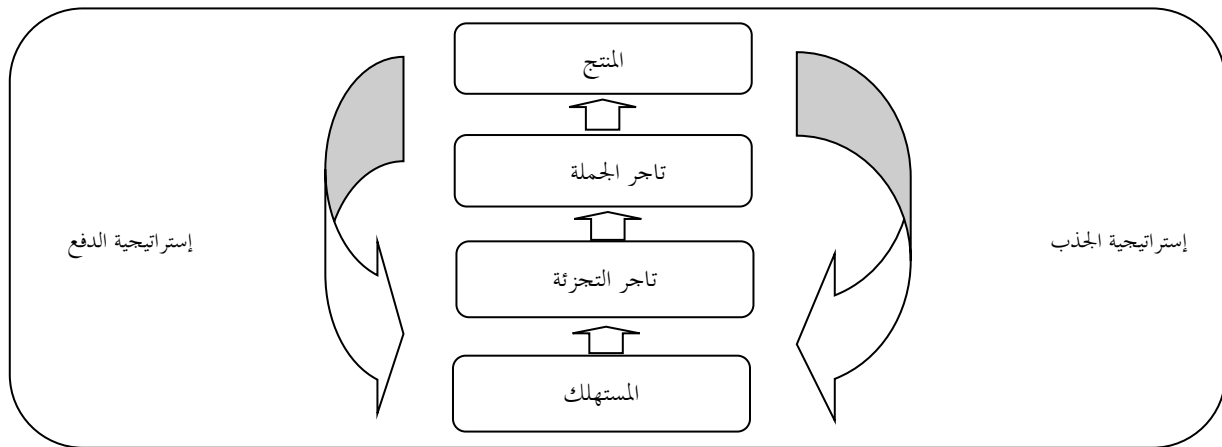 المنتج
تاجر الجملة
إستراتيجية الجذب
إستراتيجية الدفع
تاجر التجزئة
المستهلك